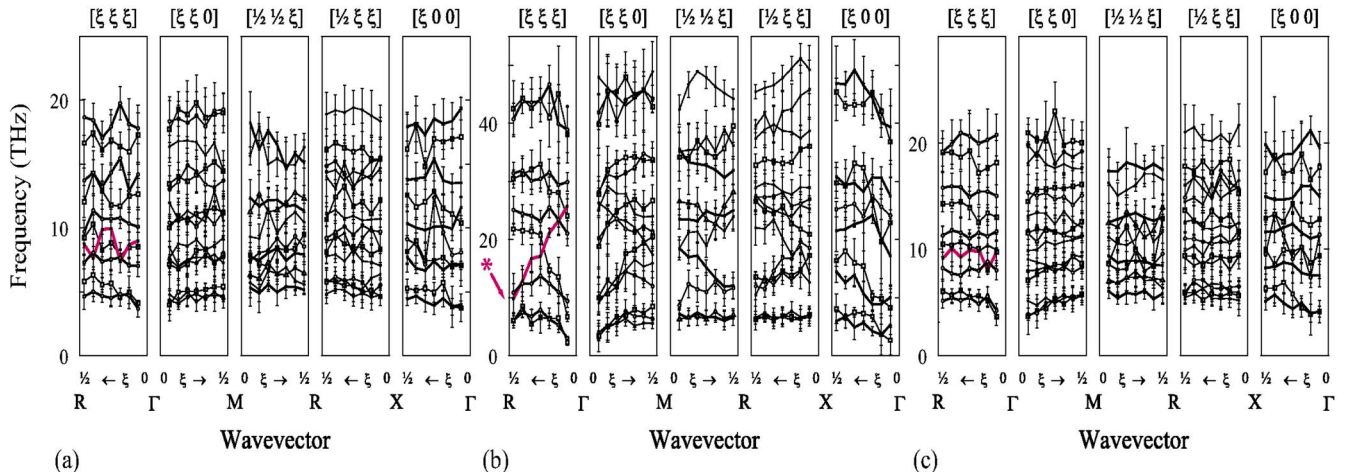 [ξ ξ ξ] [ξ ξ 0] [½ ½ ξ] [½ ξ ξ] [ξ 0 0] [ξ ξ ξ] [ξ ξ 0] [½ ½ ξ] [½ ξ ξ] [ξ 0 0] [ξ ξ ξ] [ξ ξ 0] [½ ½ ξ] [½ ξ ξ] [ξ 0 0]
Frequency (THz)
20
10
0
40
20
0
*
20
10
0
½ ← ξ 0 0 ξ → ½ 0 ξ → ½ ½ ← ξ 0 ½ ← ξ 0 ½ ← ξ 0 0 ξ → ½ 0 ξ → ½ ½ ← ξ 0 ½ ← ξ 0 ½ ← ξ 0 0 ξ → ½ 0 ξ → ½ ½ ← ξ 0 ½ ← ξ 0
R Γ M R X Γ R Γ M R X Γ R Γ M R X Γ
Wavevector Wavevector Wavevector
(a) (b) (c)